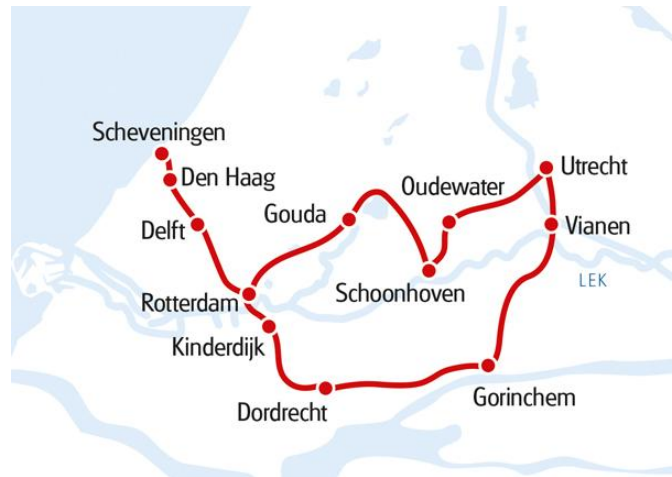 Scheveningen
Den Haag
Utrecht
Oudewater
Gouda
Delft
Vianen
Schoonhoven
LEK
Rotterdam
Kinderdijk
Gorinchem
Dordrecht